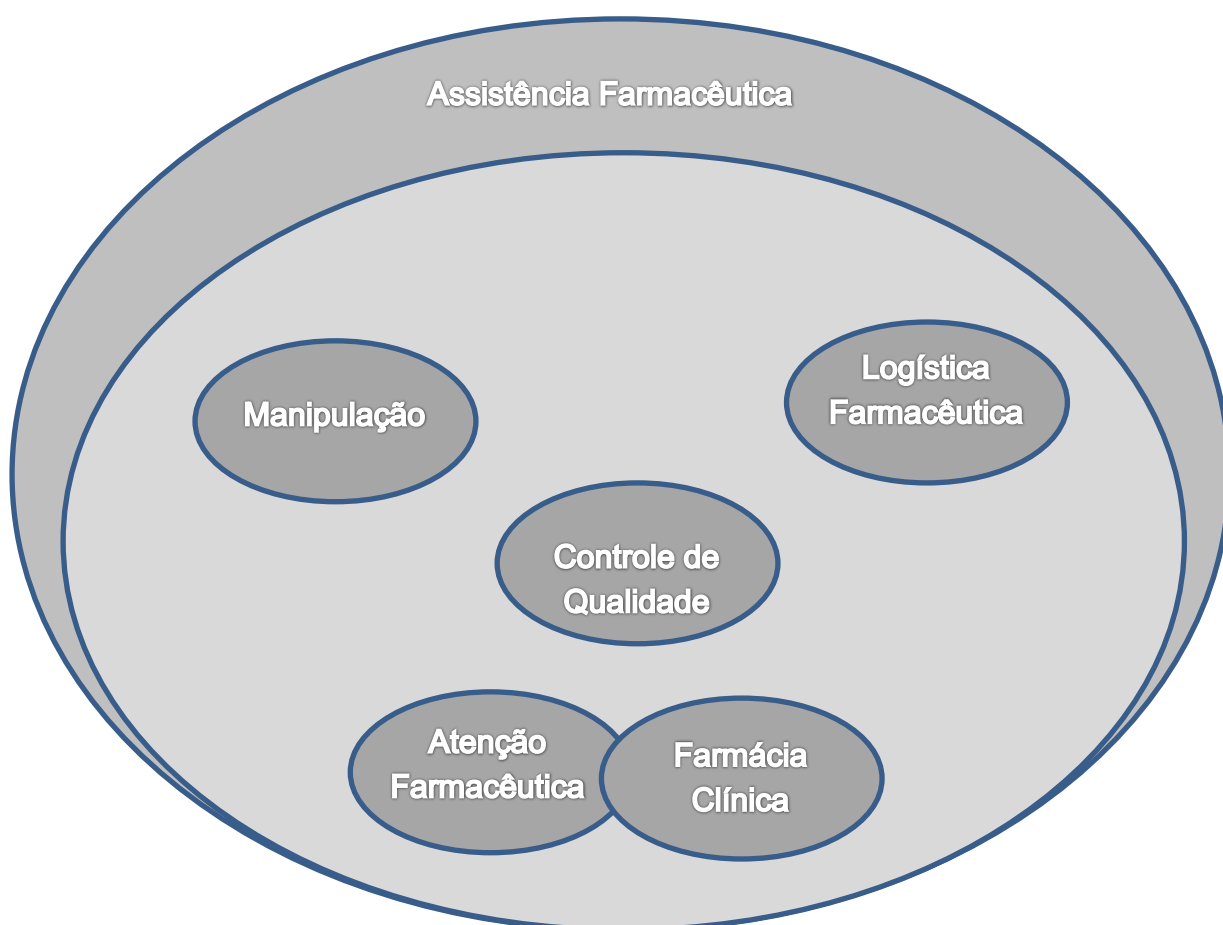 Assistência Farmacêutica
Manipulação
Logística
Farmacêutica
Controle de
Qualidade
Atenção
Farmacêutica
Farmácia
Clínica